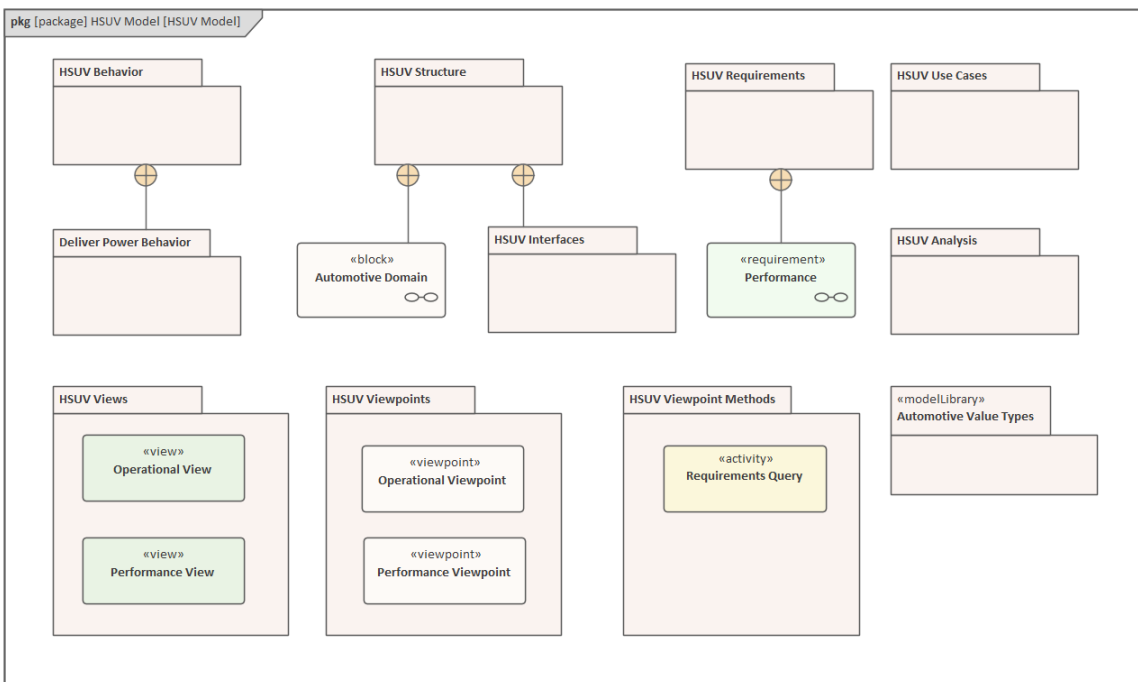 pkg [package] HSUV Model [HSUV Model]
HSUV Behavior
HSUV Structure
HSUV Requirements
HSUV Use Cases
Deliver Power Behavior
«block»
Automotive Domain
HSUV Interfaces
«requirement»
Performance
HSUV Analysis
HSUV Views
«view»
Operational View
«view»
Performance View
HSUV Viewpoints
«viewpoint»
Operational Viewpoint
«viewpoint»
Performance Viewpoint
HSUV Viewpoint Methods
«activity»
Requirements Query
«modelLibrary»
Automotive Value Types